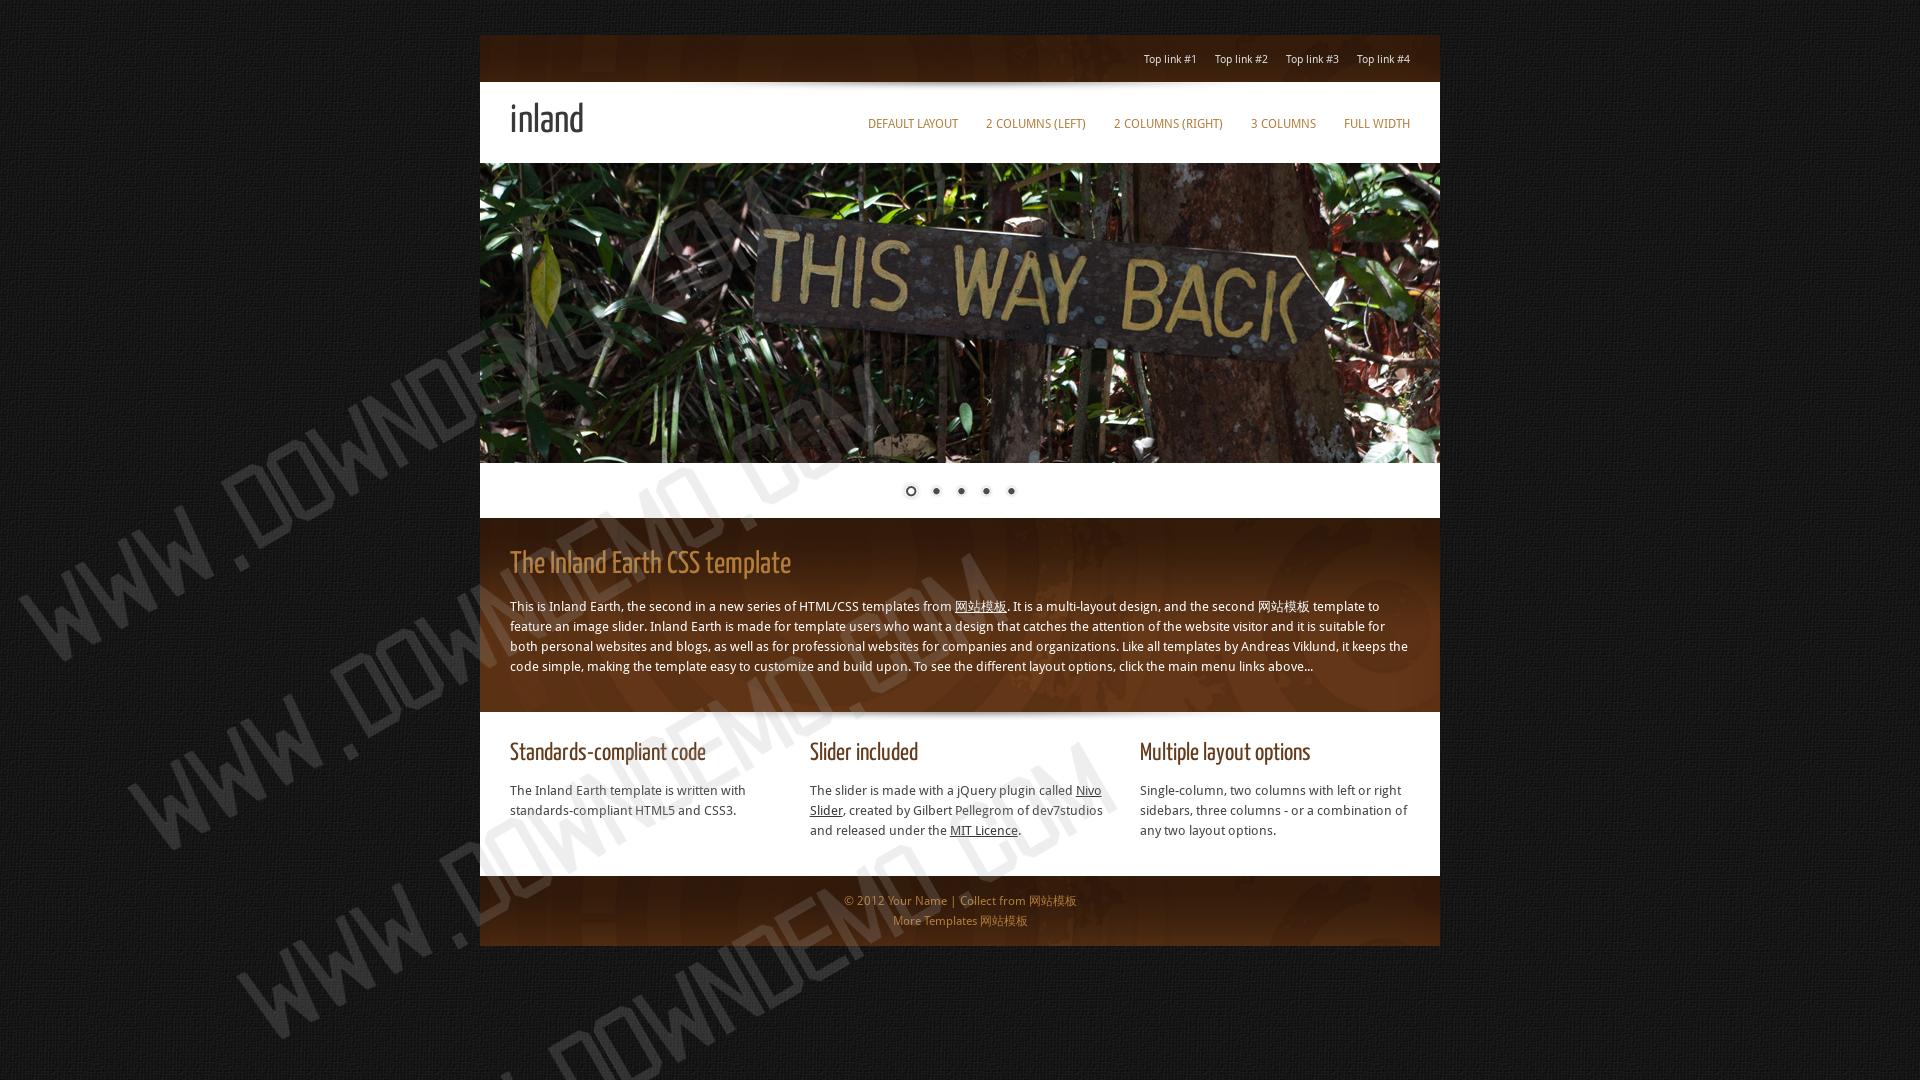 Top link #1 Top link #2 Top link #3 Top link #4
inland
DEFAULT LAYOUT 2 COLUMNS (LEFT) 2 COLUMNS (RIGHT) 3 COLUMNS FULL WIDTH
THIS WAY BACK
The Inland Earth CSS template
This is Inland Earth, the second in a new series of HTML/CSS templates from 网站模板. It is a multi-layout design, and the second 网站模板 template to
feature an image slider. Inland Earth is made for template users who want a design that catches the attention of the website visitor and it is suitable for
both personal websites and blogs, as well as for professional websites for companies and organizations. Like all templates by Andreas Viklund, it keeps the
code simple, making the template easy to customize and build upon. To see the different layout options, click the main menu links above...
Standards-compliant code
The Inland Earth template is written with
standards-compliant HTML5 and CSS3.
Slider included
The slider is made with a jQuery plugin called Nivo
Slider, created by Gilbert Pellegrom of dev7studios
and released under the MIT Licence.
Multiple layout options
Single-column, two columns with left or right
sidebars, three columns - or a combination of
any two layout options.
© 2012 Your Name | Collect from 网站模板
More Templates 网站模板
WWW.DOWNDEMO.COM
WWW.DOWNDEMO.COM
WWW.DOWNDEMO.COM
.DOWNDEMO.COM